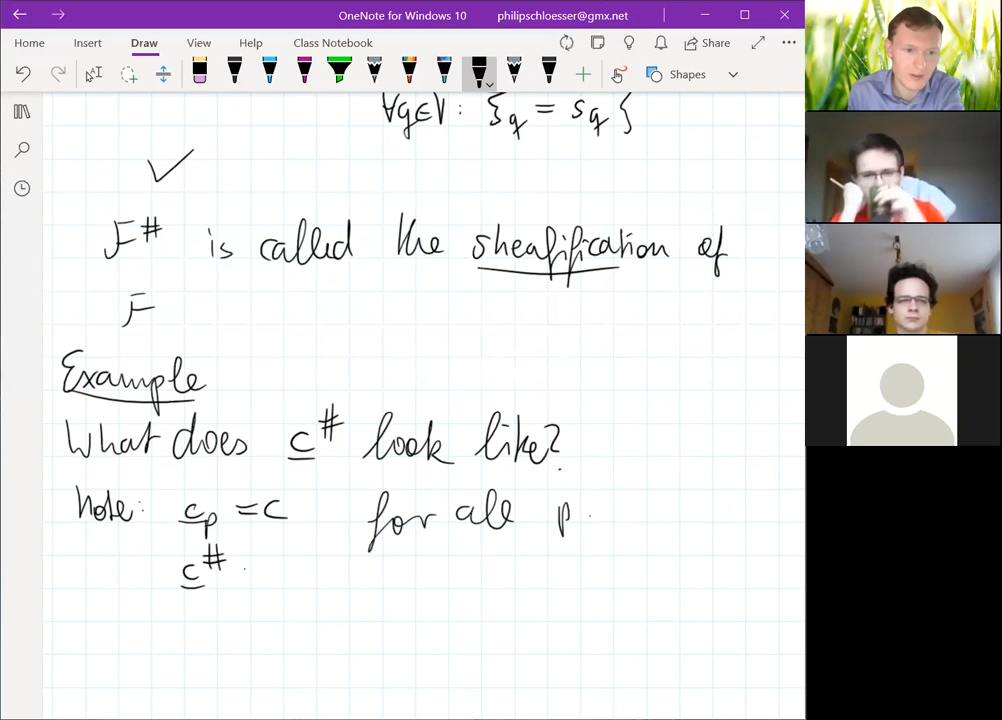 OneNote for Windows 10
philipschloesser@gmx.net
Home Insert Draw View Help Class Notebook
Share
Shapes
∀q∈V: {ξ_q = s_q}
F# is called the sheafification of
F
Example
What does c# look like?
Note: c_p = c for all p
c#